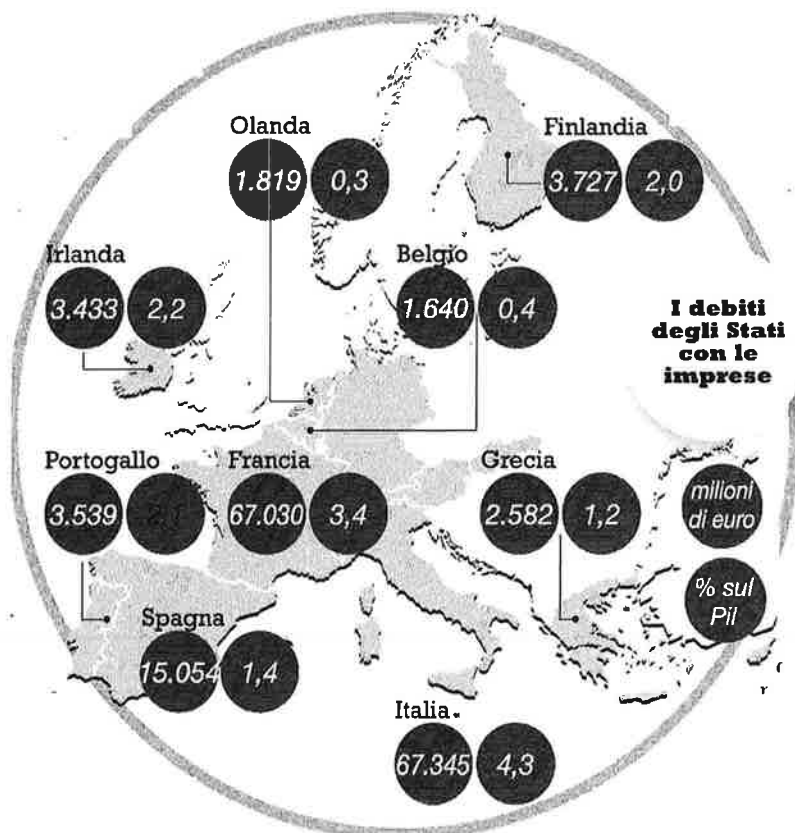 Olanda
1.819 0,3
Finlandia
3.727 2,0
Irlanda
3.433 2,2
Belgio
1.640 0,4
I debiti
degli Stati
con le
imprese
Portogallo
3.539 2,1
Francia
67.030 3,4
Grecia
2.582 1,2
milioni
di euro
% sul
Pil
Spagna
15.054 1,4
Italia
67.345 4,3